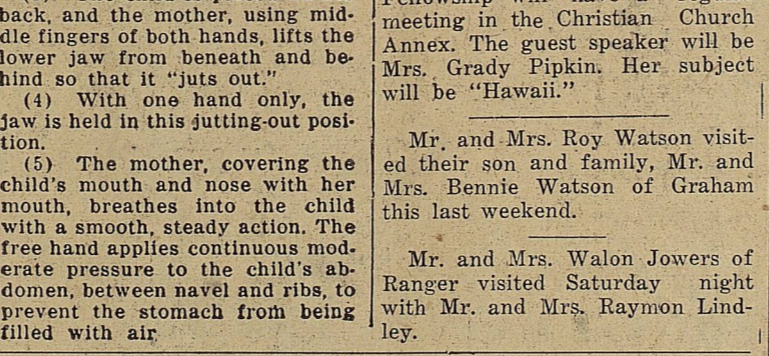 back, and the mother, using mid-
dle fingers of both hands, lifts the
lower jaw from beneath and be-
hind so that it "juts out."
(4) With one hand only, the
jaw is held in this jutting-out posi-
tion.
(5) The mother, covering the
child's mouth and nose with her
mouth, breathes into the child
with a smooth, steady action. The
free hand applies continuous mod-
erate pressure to the child's ab-
domen, between navel and ribs, to
prevent the stomach from being
filled with air
meeting in the Christian Church
Annex. The guest speaker will be
Mrs. Grady Pipkin. Her subject
will be "Hawaii."
Mr. and Mrs. Roy Watson visit-
ed their son and family, Mr. and
Mrs. Bennie Watson of Graham
this last weekend.
Mr. and Mrs. Walon Jowers of
Ranger visited Saturday night
with Mr. and Mrs. Raymon Lind-
ley.